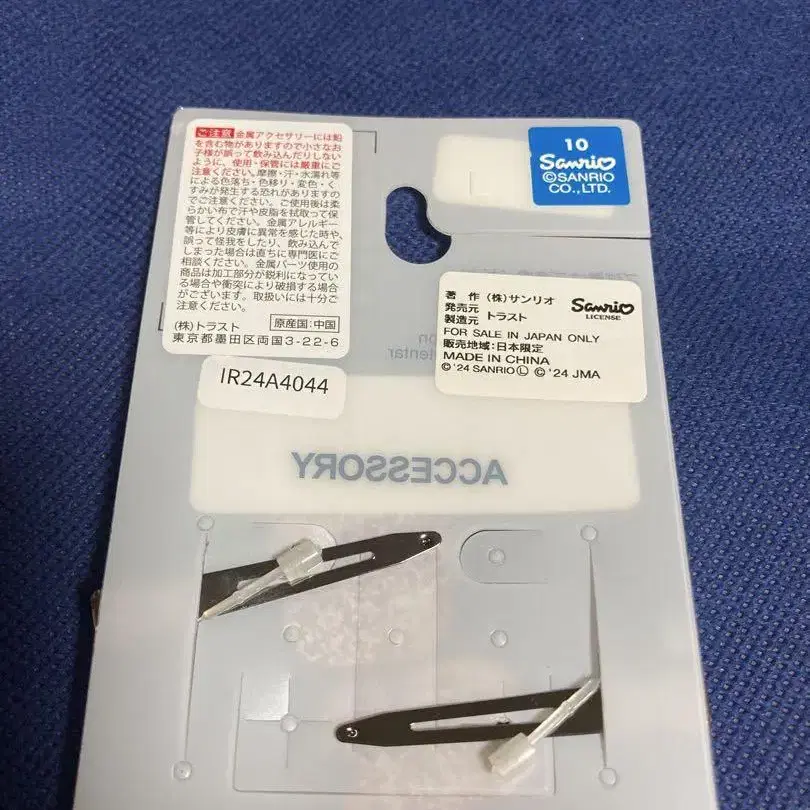 ご注意 金属アクセサリーには鉛
を含む物がありますので小さなお
子様が誤って飲み込んだりしない
ように、使用・保管には厳重にご
注意ください。摩擦・汗・水濡れ等
による色落ち・色移り・変色・く
すみが発生する恐れがありますの
でご注意ください。ご使用後は柔
らかい布で汗や皮脂を拭取って保
管してください。金属アレルギー
等により皮膚に異常を感じた時や、
誤って怪我をしたり、飲み込んで
しまった場合は直ちに専門医にご
相談ください。金属パーツ使用の
商品は加工部分が鋭利になってい
る場合や衝突により破損する場合
がございます。取扱いには十分ご
注意ください。
(株)トラスト 原産国:中国
東京都墨田区両国3-22-6
10
Sanrio
©SANRIO
CO.,LTD.
著 作 (株)サンリオ
発売元
製造元 トラスト
Sanrio
LICENSE
FOR SALE IN JAPAN ONLY
販売地域:日本限定
MADE IN CHINA
©'24 SANRIO Ⓛ ©'24 JMA
IR24A4044
ACCESSORY